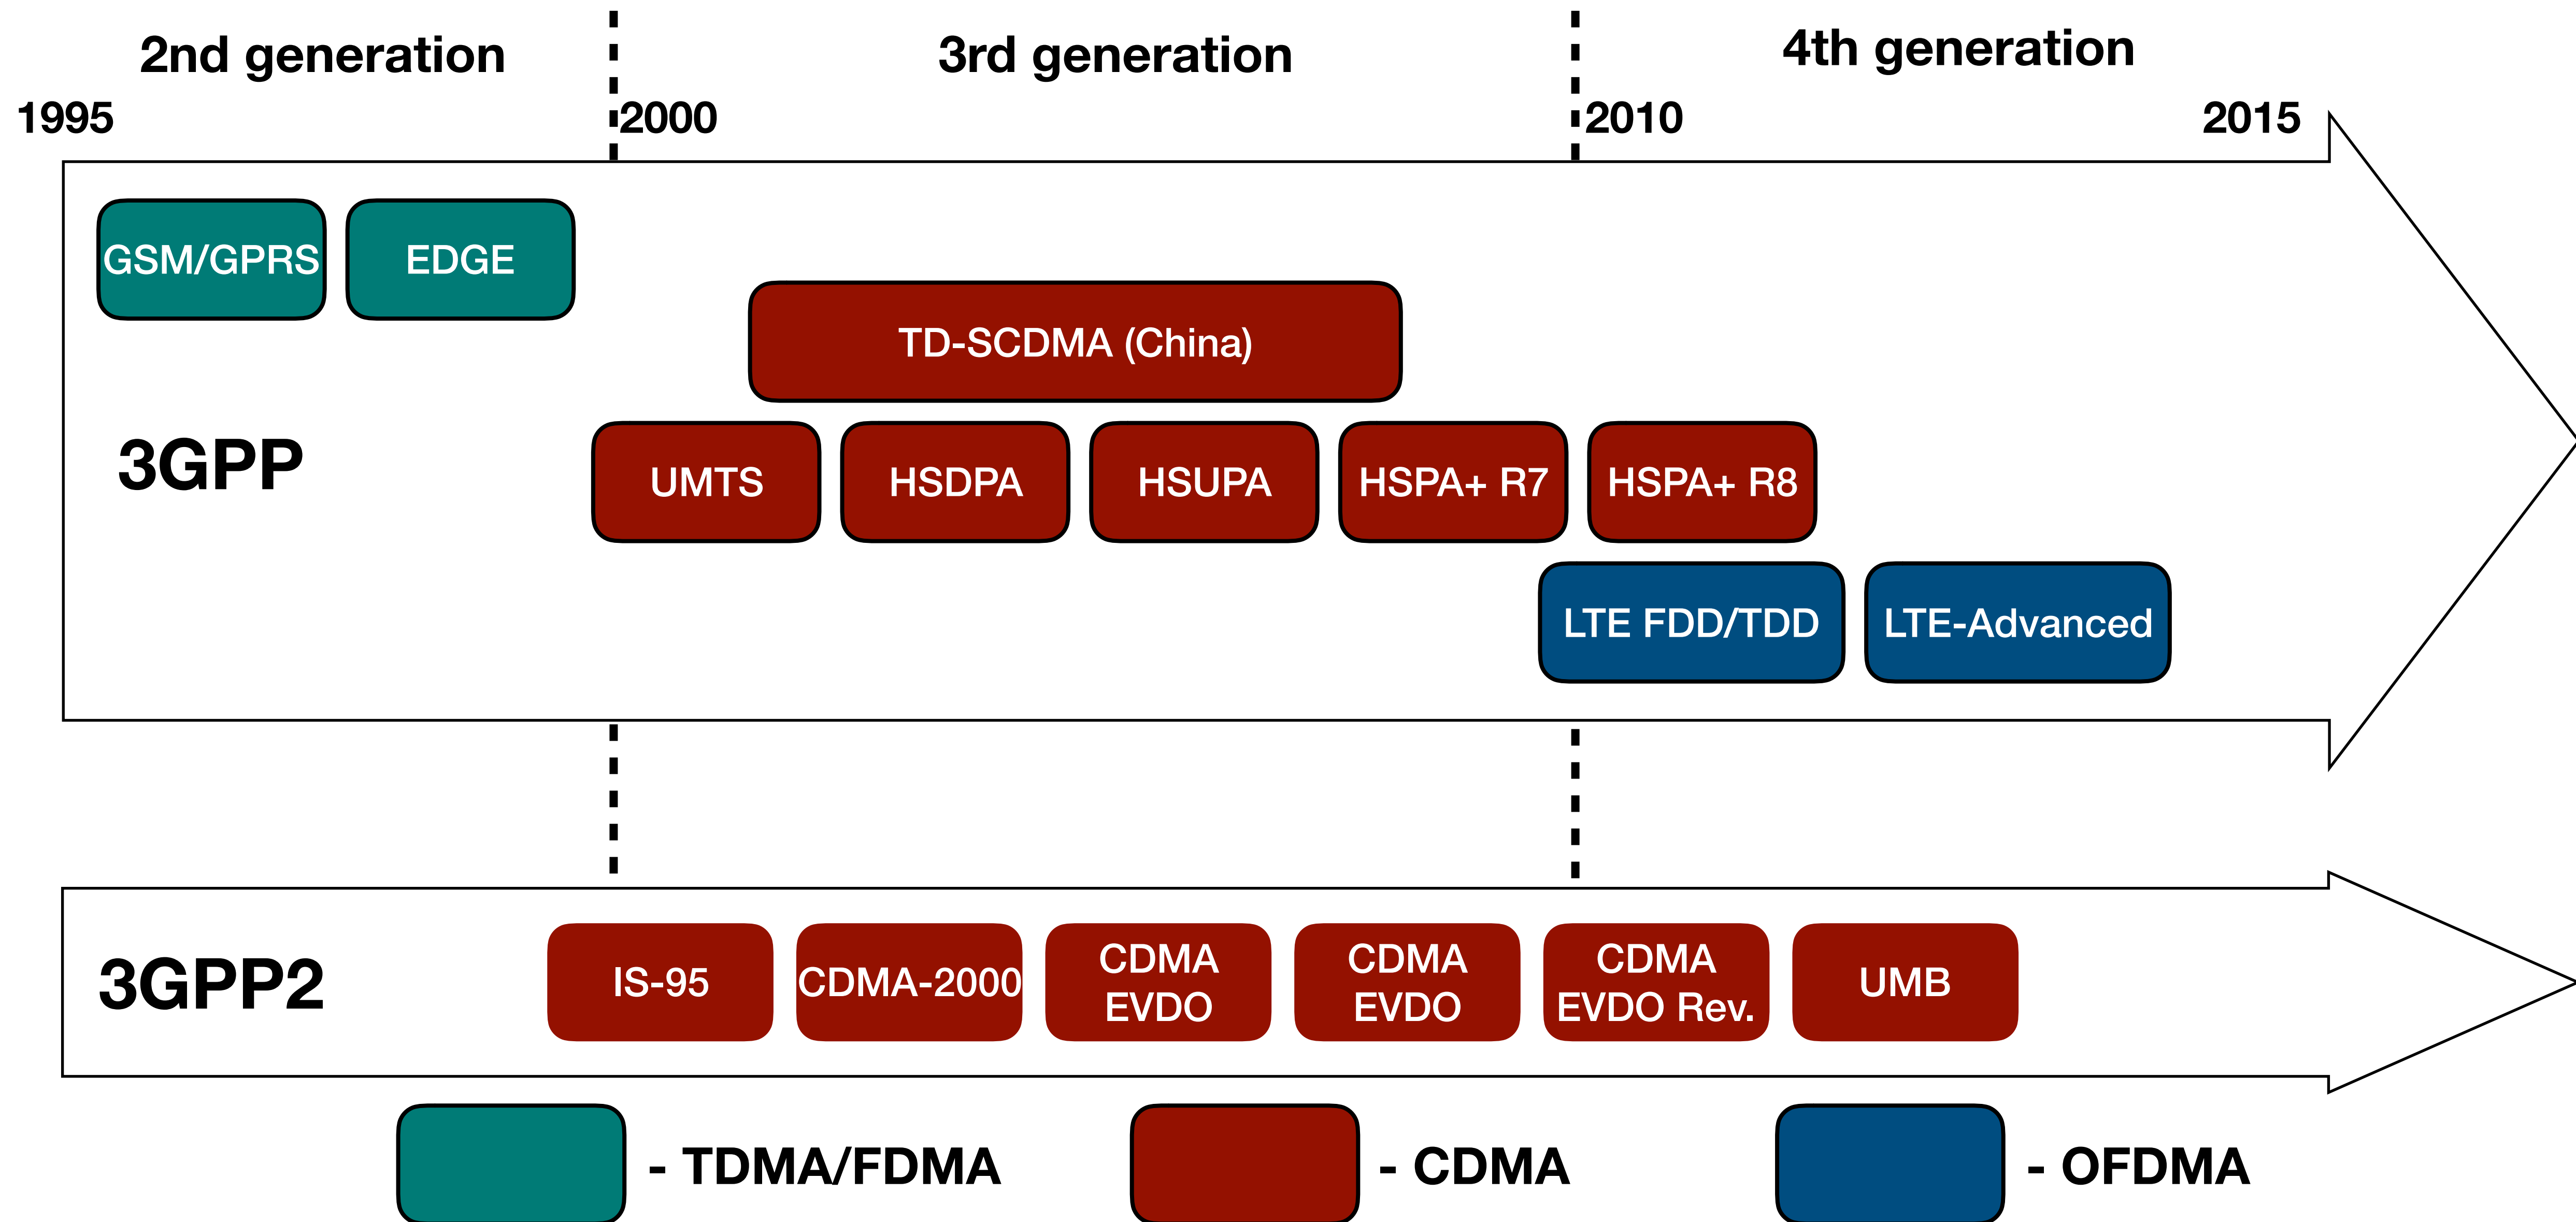 2nd generation
3rd generation
4th generation
1995
2000
2010
2015
GSM/GPRS
EDGE
TD-SCDMA (China)
3GPP
UMTS
HSDPA
HSUPA
HSPA+ R7
HSPA+ R8
LTE FDD/TDD
LTE-Advanced
3GPP2
IS-95
CDMA-2000
CDMA
EVDO
CDMA
EVDO
CDMA
EVDO Rev.
UMB
- TDMA/FDMA
- CDMA
- OFDMA